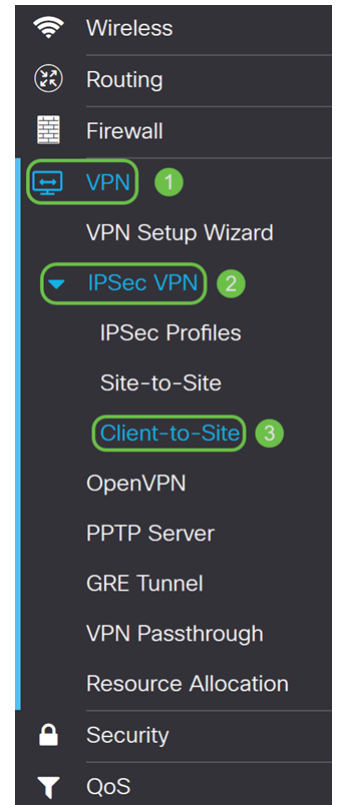 Wireless
Routing
Firewall
VPN 1
VPN Setup Wizard
IPSec VPN 2
IPSec Profiles
Site-to-Site
Client-to-Site 3
OpenVPN
PPTP Server
GRE Tunnel
VPN Passthrough
Resource Allocation
Security
QoS